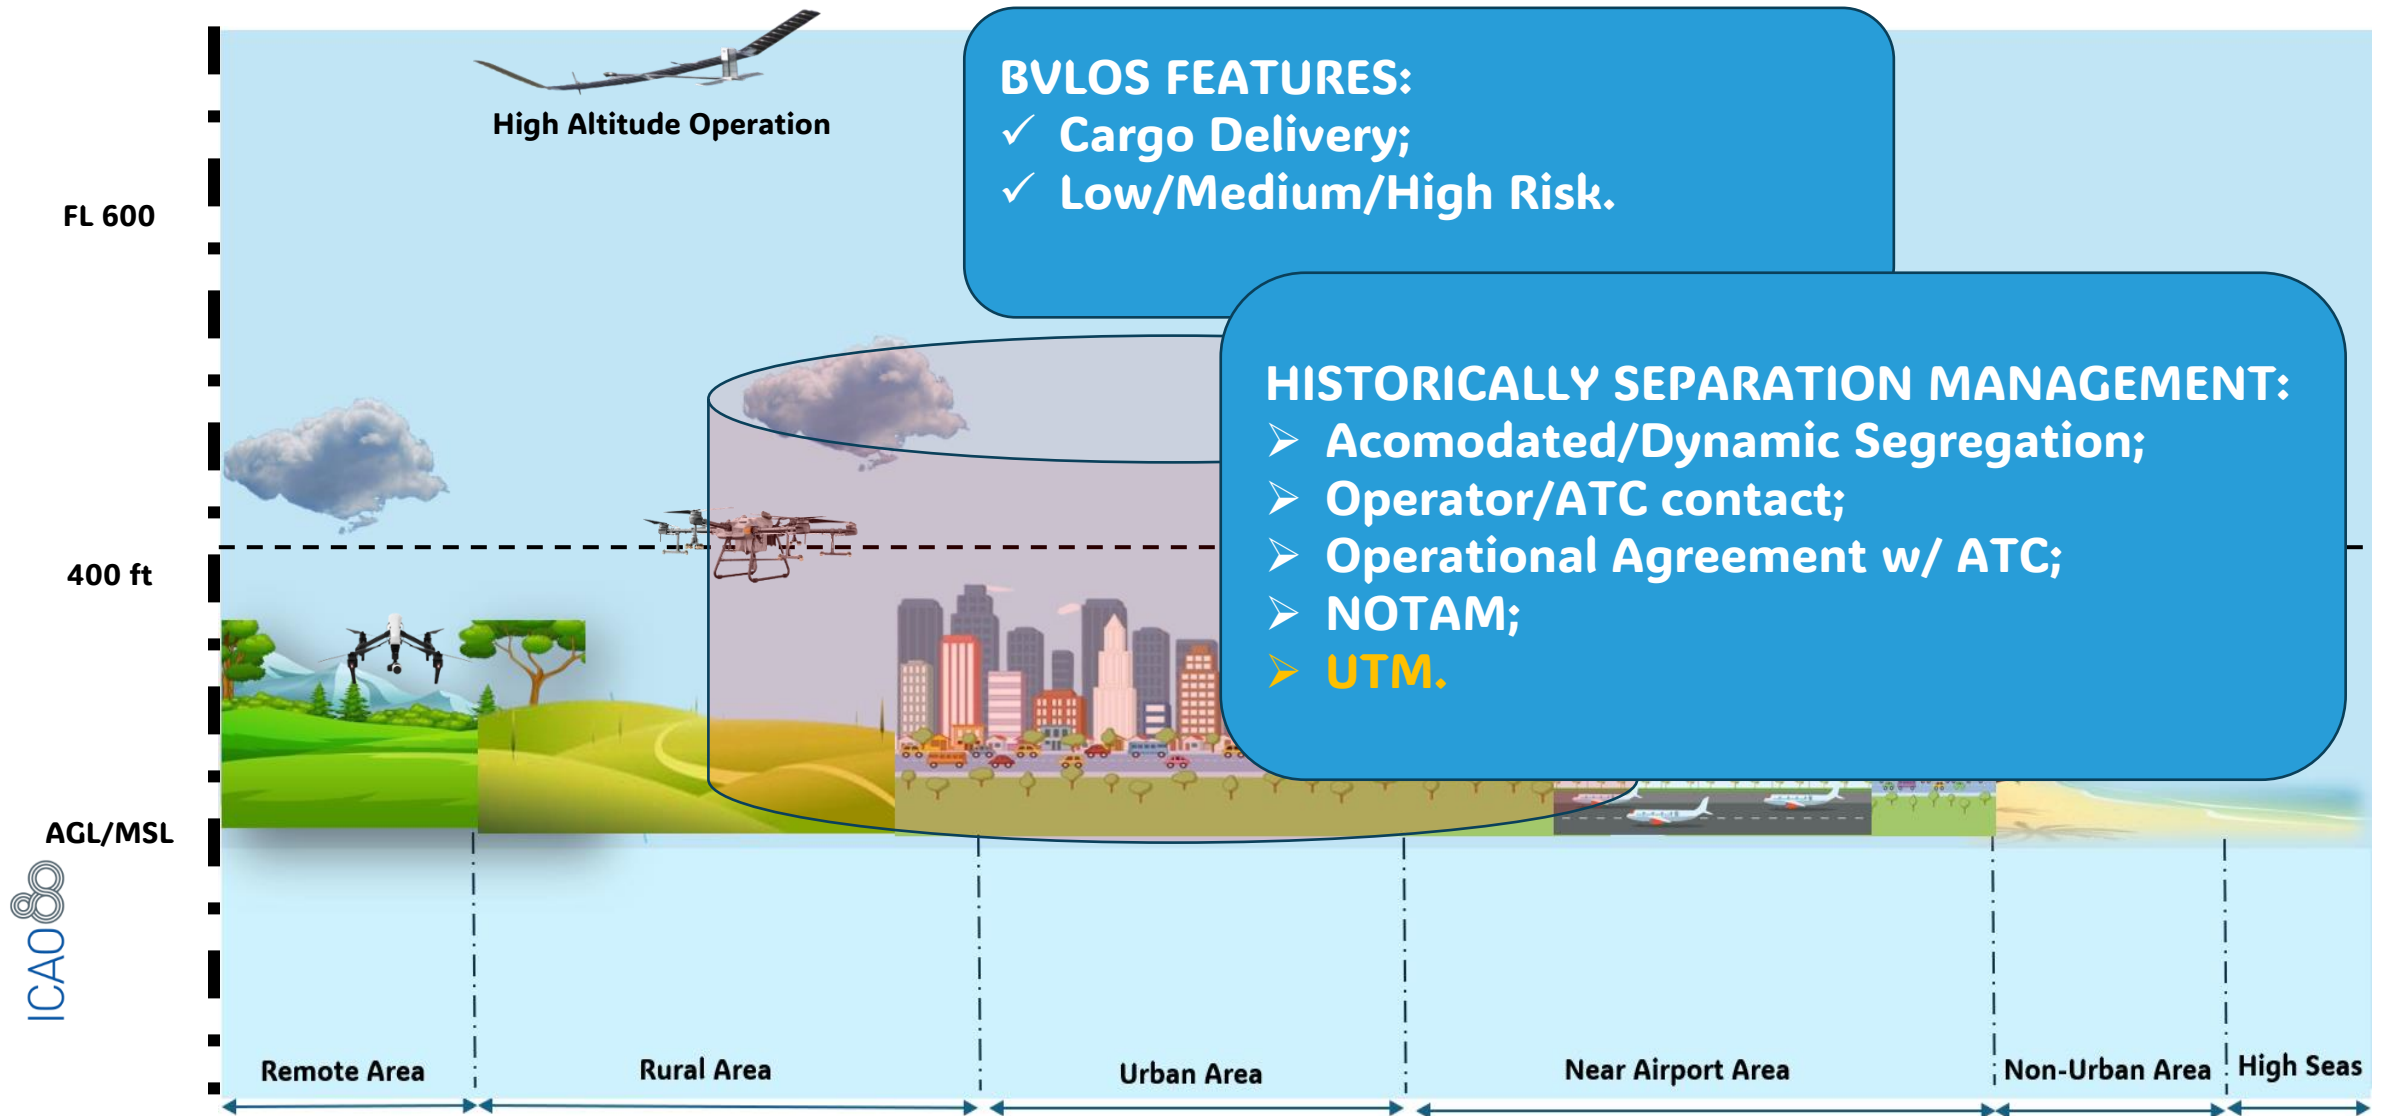 High Altitude Operation
BVLOS FEATURES:
✓ Cargo Delivery;
✓ Low/Medium/High Risk.
FL 600
HISTORICALLY SEPARATION MANAGEMENT:
➢ Acomodated/Dynamic Segregation;
➢ Operator/ATC contact;
➢ Operational Agreement w/ ATC;
➢ NOTAM;
➢ UTM.
400 ft
AGL/MSL
ICAO
Remote Area
Rural Area
Urban Area
Near Airport Area
Non-Urban Area
High Seas